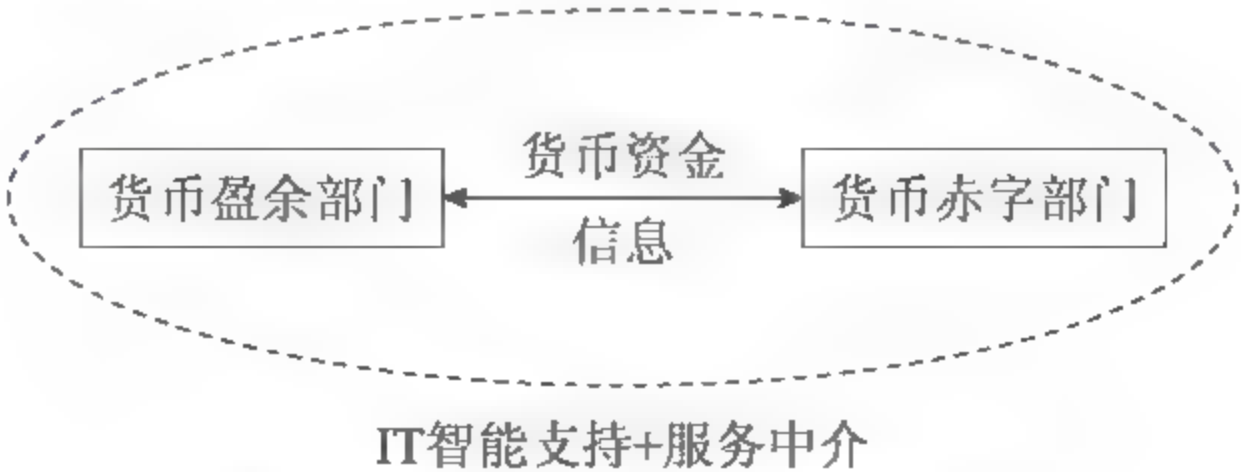 货币资金
货币盈余部门
货币赤字部门
信息
IT智能支持+服务中介